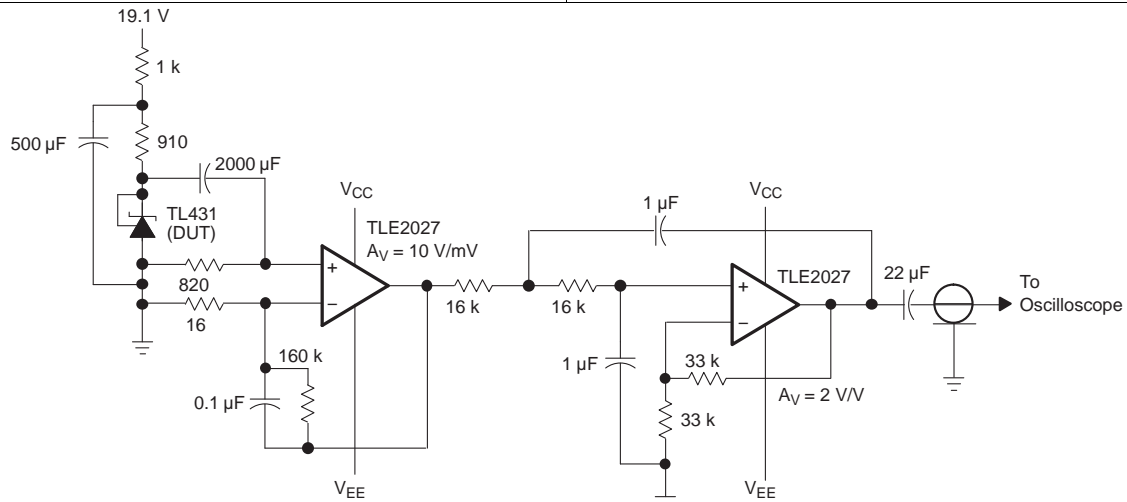 19.1 V
1 k
500 µF
910
2000 µF
TL431
(DUT)
820
16
VCC
TLE2027
AV = 10 V/mV
+
−
160 k
0.1 µF
VEE
16 k
16 k
1 µF
1 µF
VCC
TLE2027
+
−
33 k
33 k
AV = 2 V/V
VEE
22 µF
To
Oscilloscope